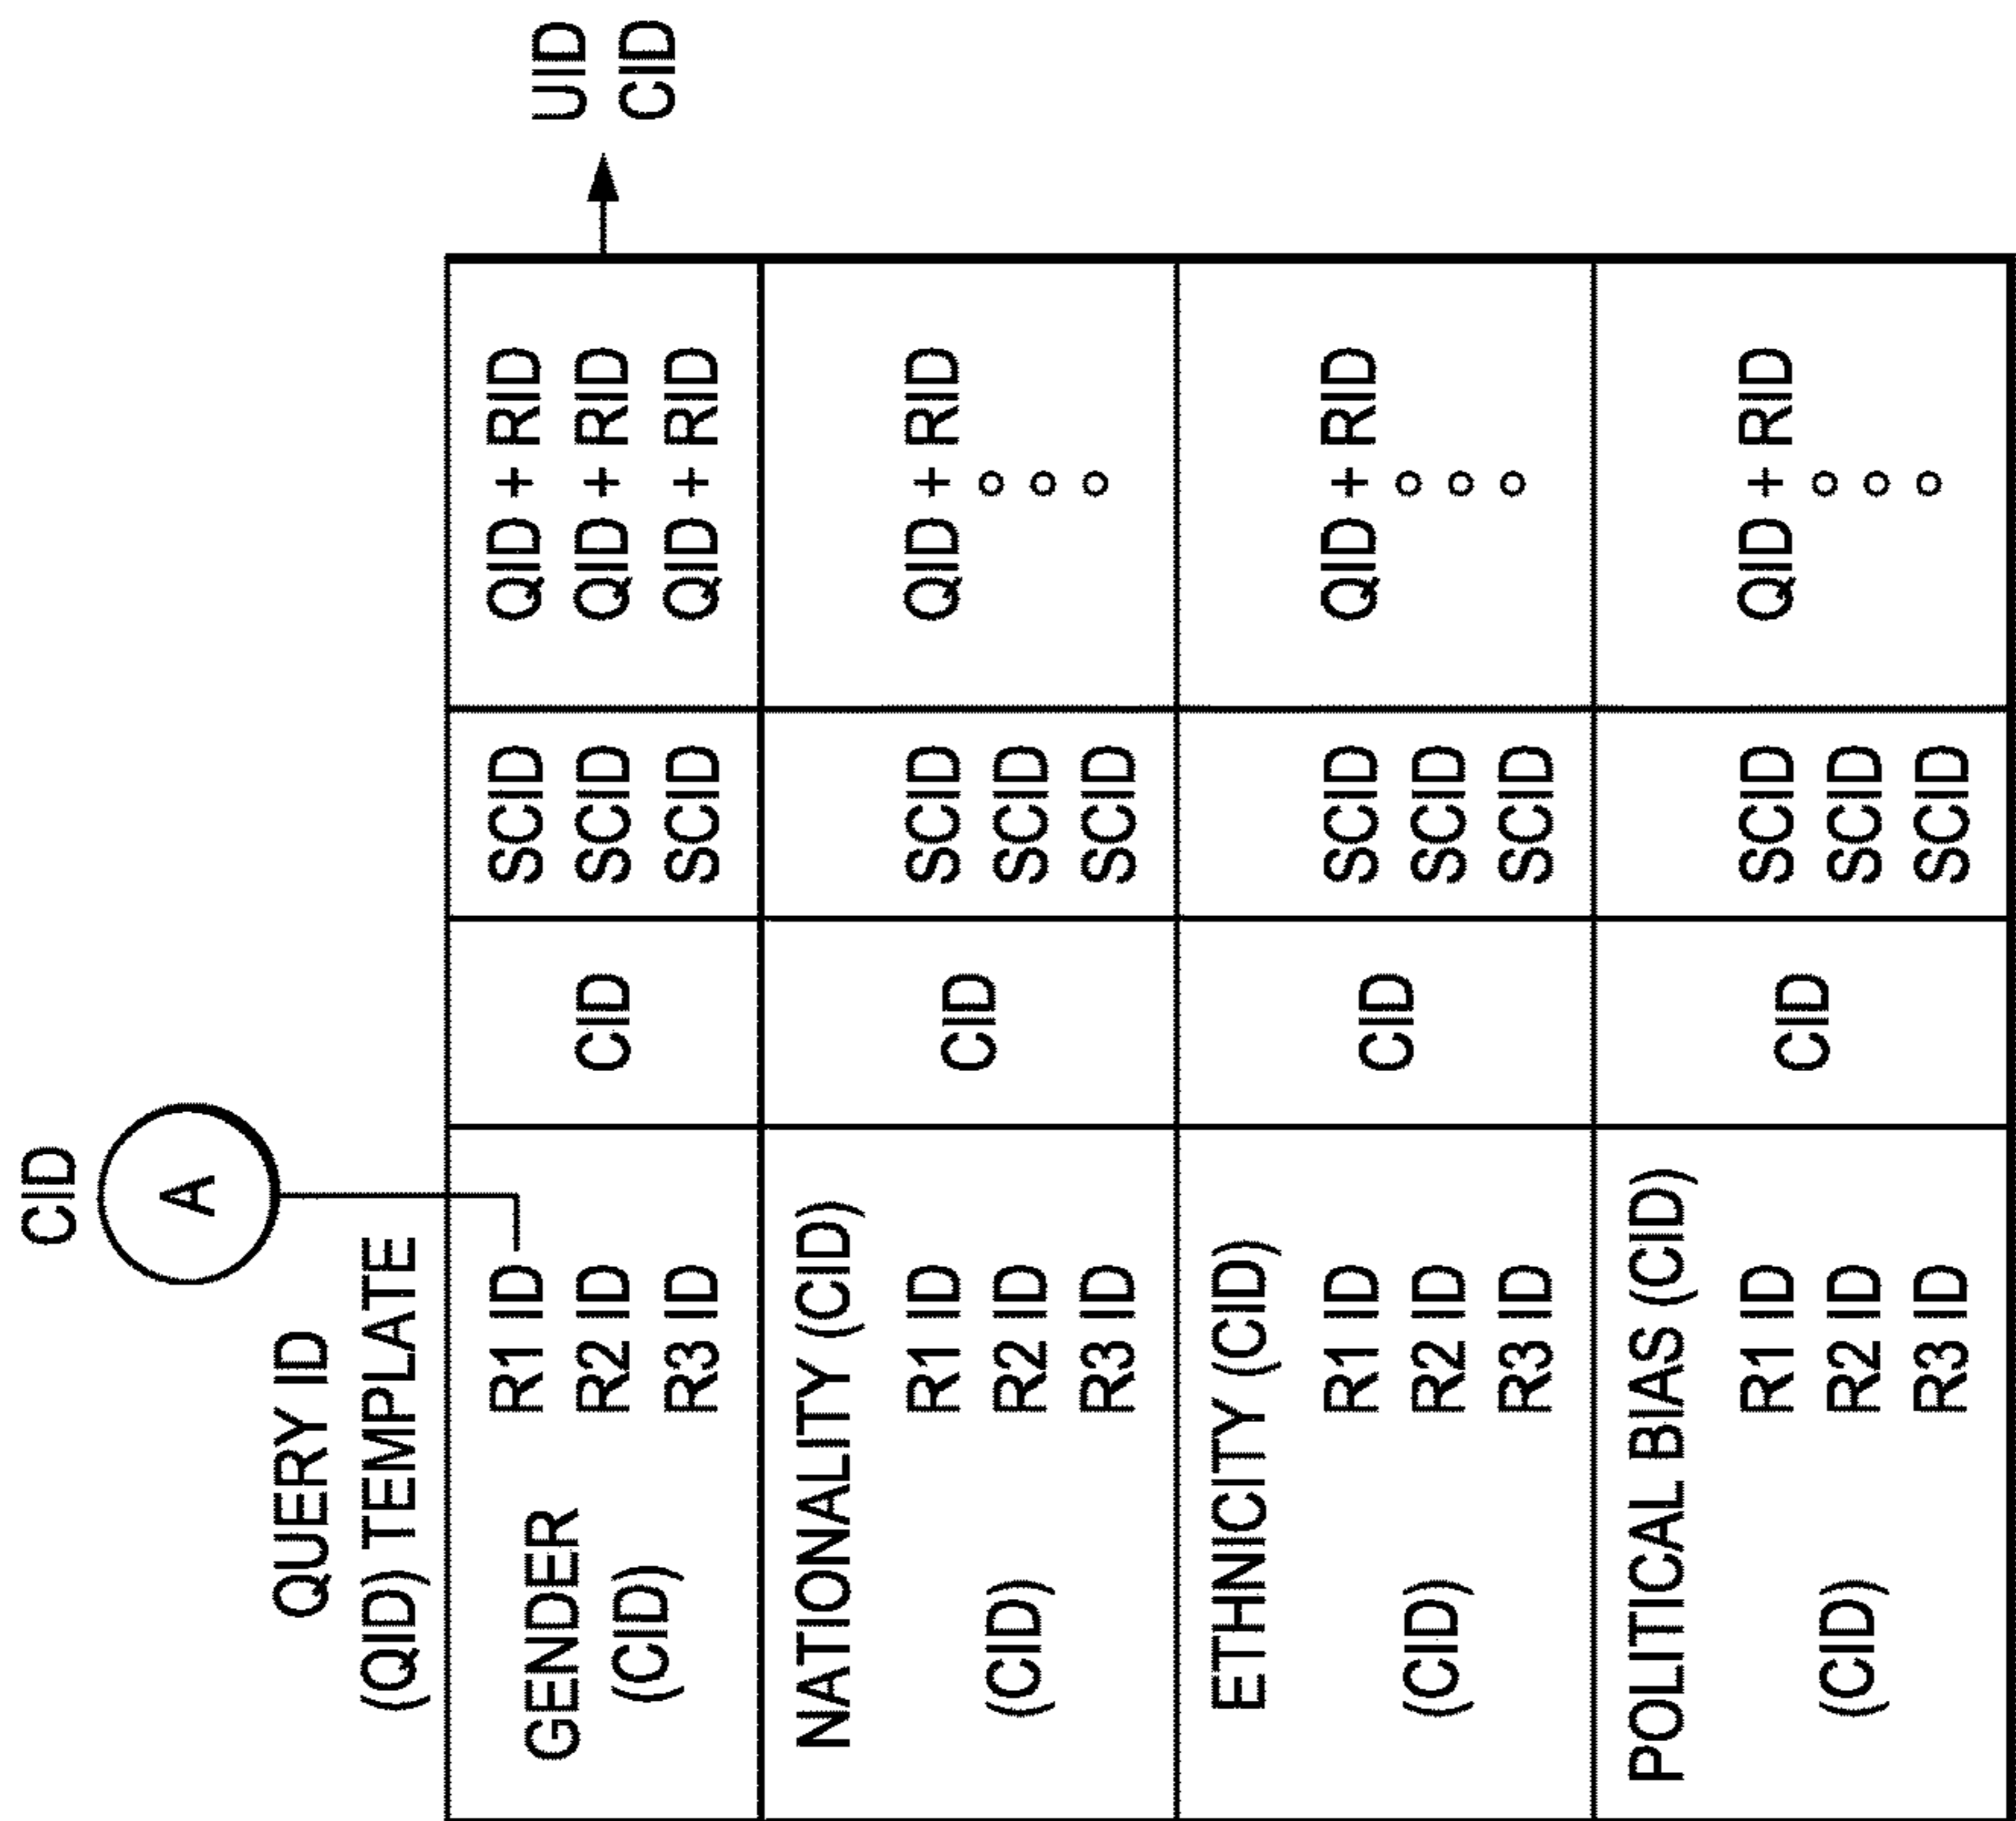 CID
A
QUERY ID
(QID) TEMPLATE
UID
CID
GENDER
(CID)
R1 ID
R2 ID
R3 ID
CID
SCID
SCID
SCID
QID + RID
QID + RID
QID + RID
NATIONALITY (CID)
(CID)
R1 ID
R2 ID
R3 ID
CID
SCID
SCID
SCID
QID + RID
ETHNICITY (CID)
(CID)
R1 ID
R2 ID
R3 ID
CID
SCID
SCID
SCID
QID + RID
POLITICAL BIAS (CID)
(CID)
R1 ID
R2 ID
R3 ID
CID
SCID
SCID
SCID
QID + RID